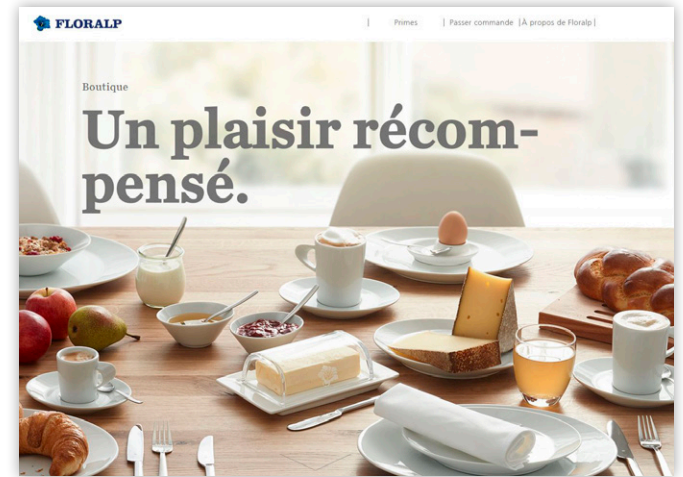 FLORALP
| Primes | Passer commande | À propos de Floralp |
Boutique
Un plaisir récom-
pensé.